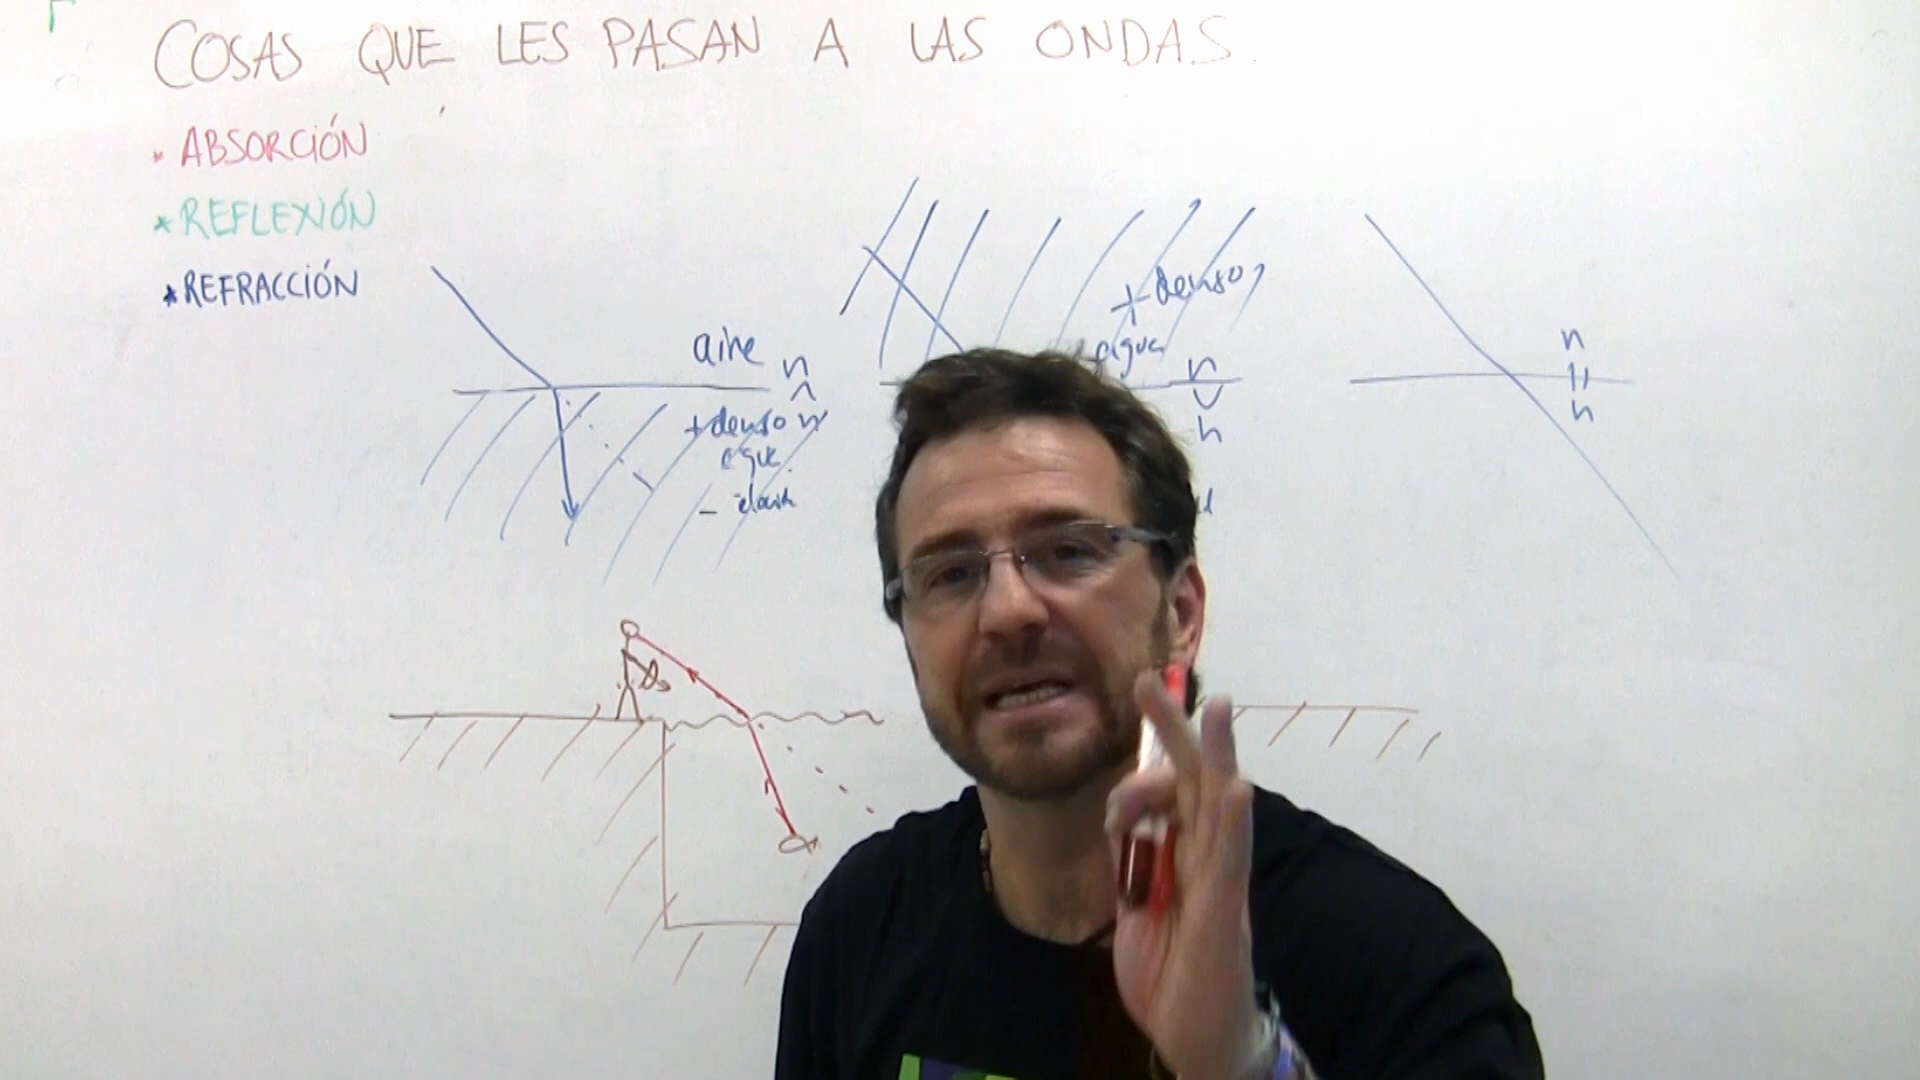 COSAS QUE LES PASAN A LAS ONDAS
* ABSORCIÓN
* REFLEXIÓN
* REFRACCIÓN
aire n
+ denso n
agua
+ denso
agua
n
n
n
n